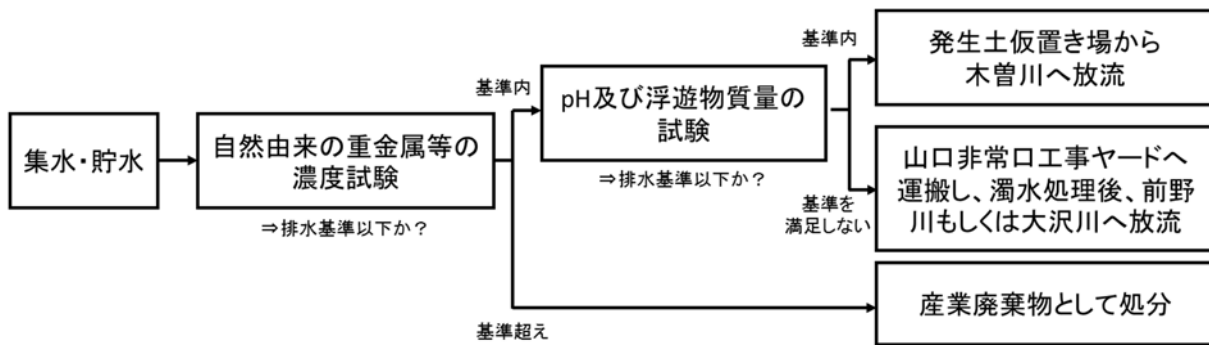 集水・貯水
自然由来の重金属等の
濃度試験
⇒排水基準以下か？
基準内
pH及び浮遊物質量の
試験
⇒排水基準以下か？
基準内
発生土仮置き場から
木曽川へ放流
基準を
満足しない
山口非常口工事ヤードへ
運搬し、濁水処理後、前野
川もしくは大沢川へ放流
基準超え
産業廃棄物として処分